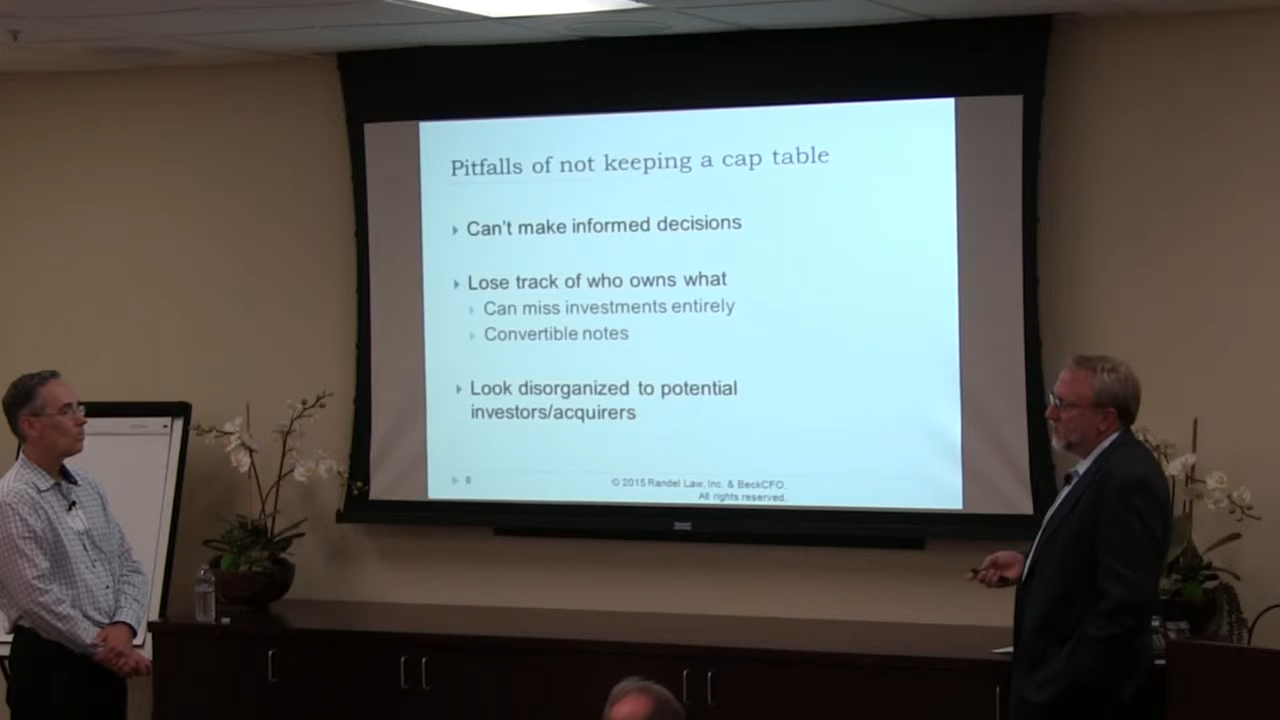 Pitfalls of not keeping a cap table
Can't make informed decisions
Lose track of who owns what
Can miss investments entirely
Convertible notes
Look disorganized to potential
investors/acquirers
6
© 2015 Randel Law, Inc. & BeckCFO.
All rights reserved.